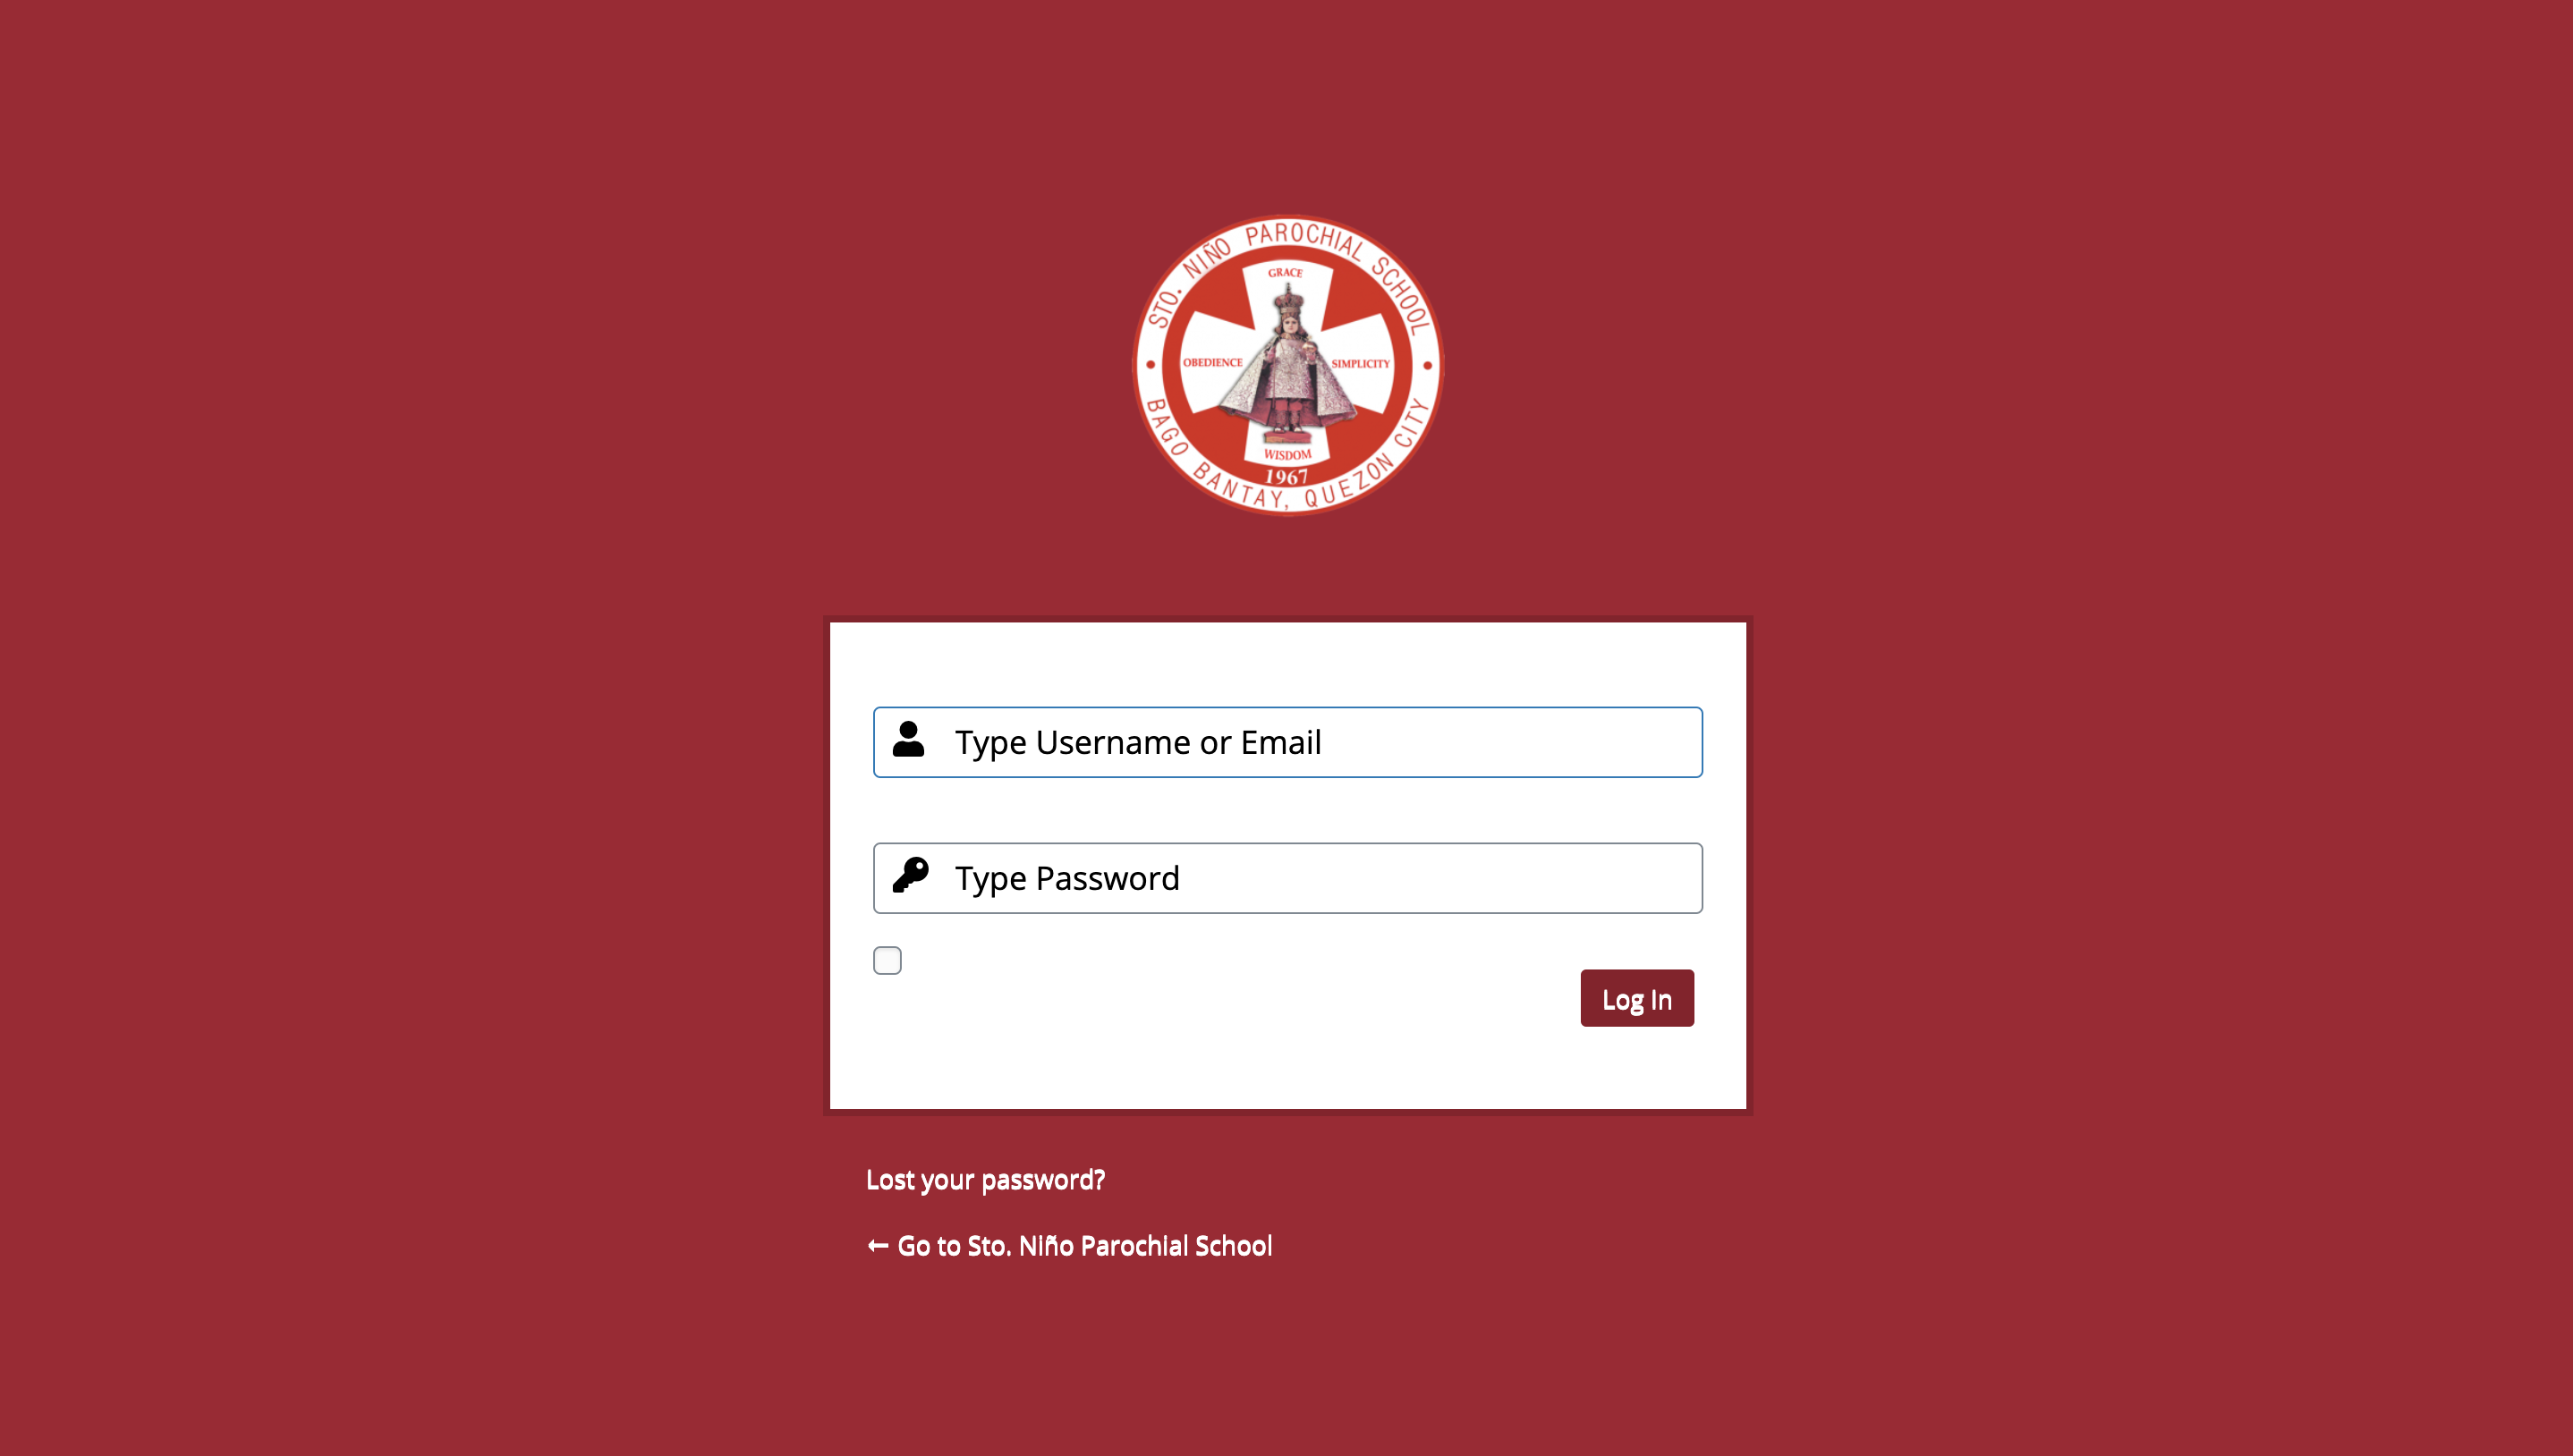 STO. NIÑO PAROCHIAL SCHOOL
GRACE
OBEDIENCE
SIMPLICITY
WISDOM
1967
BAGO BANTAY, QUEZON CITY
Type Username or Email
Type Password
Log In
Lost your password?
← Go to Sto. Niño Parochial School